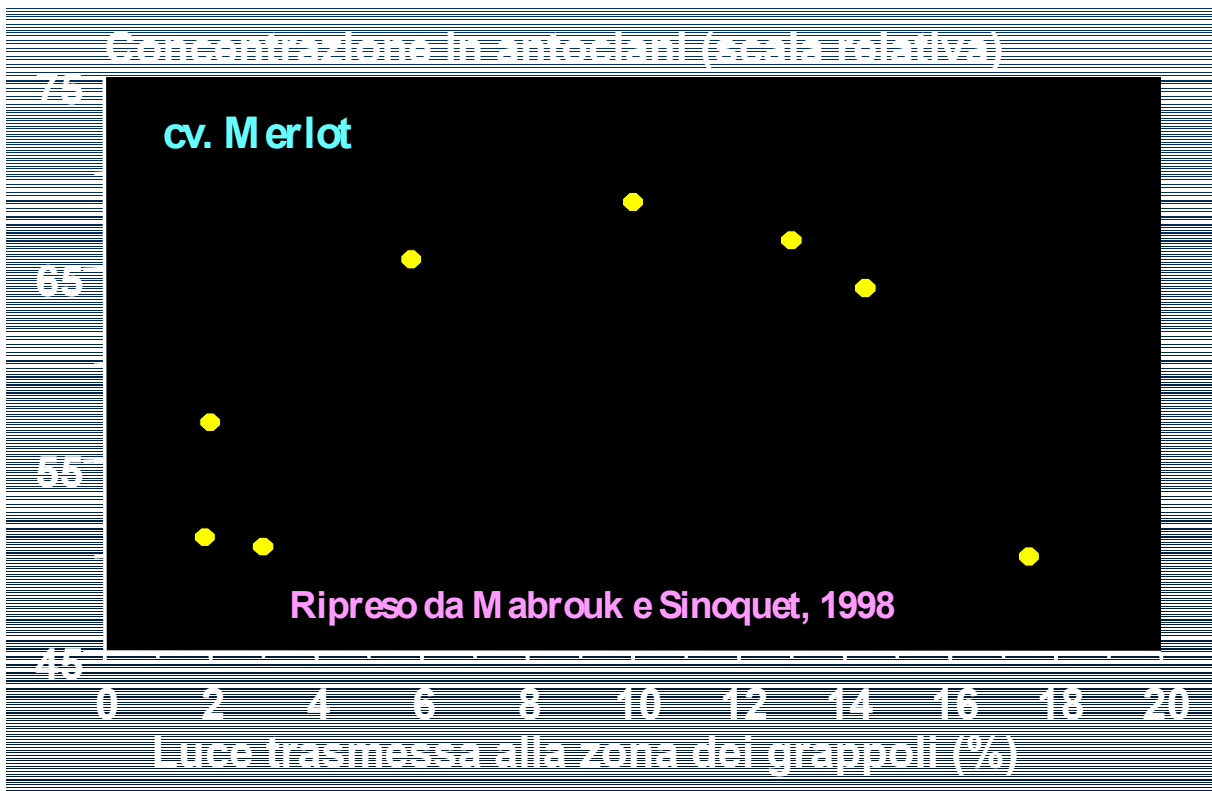 Concentrazione in antociani (scala relativa)
75
cv. Merlot
65
55
Ripreso da Mabrouk e Sinoquet, 1998
45
0 2 4 6 8 10 12 14 16 18 20
Luce trasmessa alla zona dei grappoli (%)